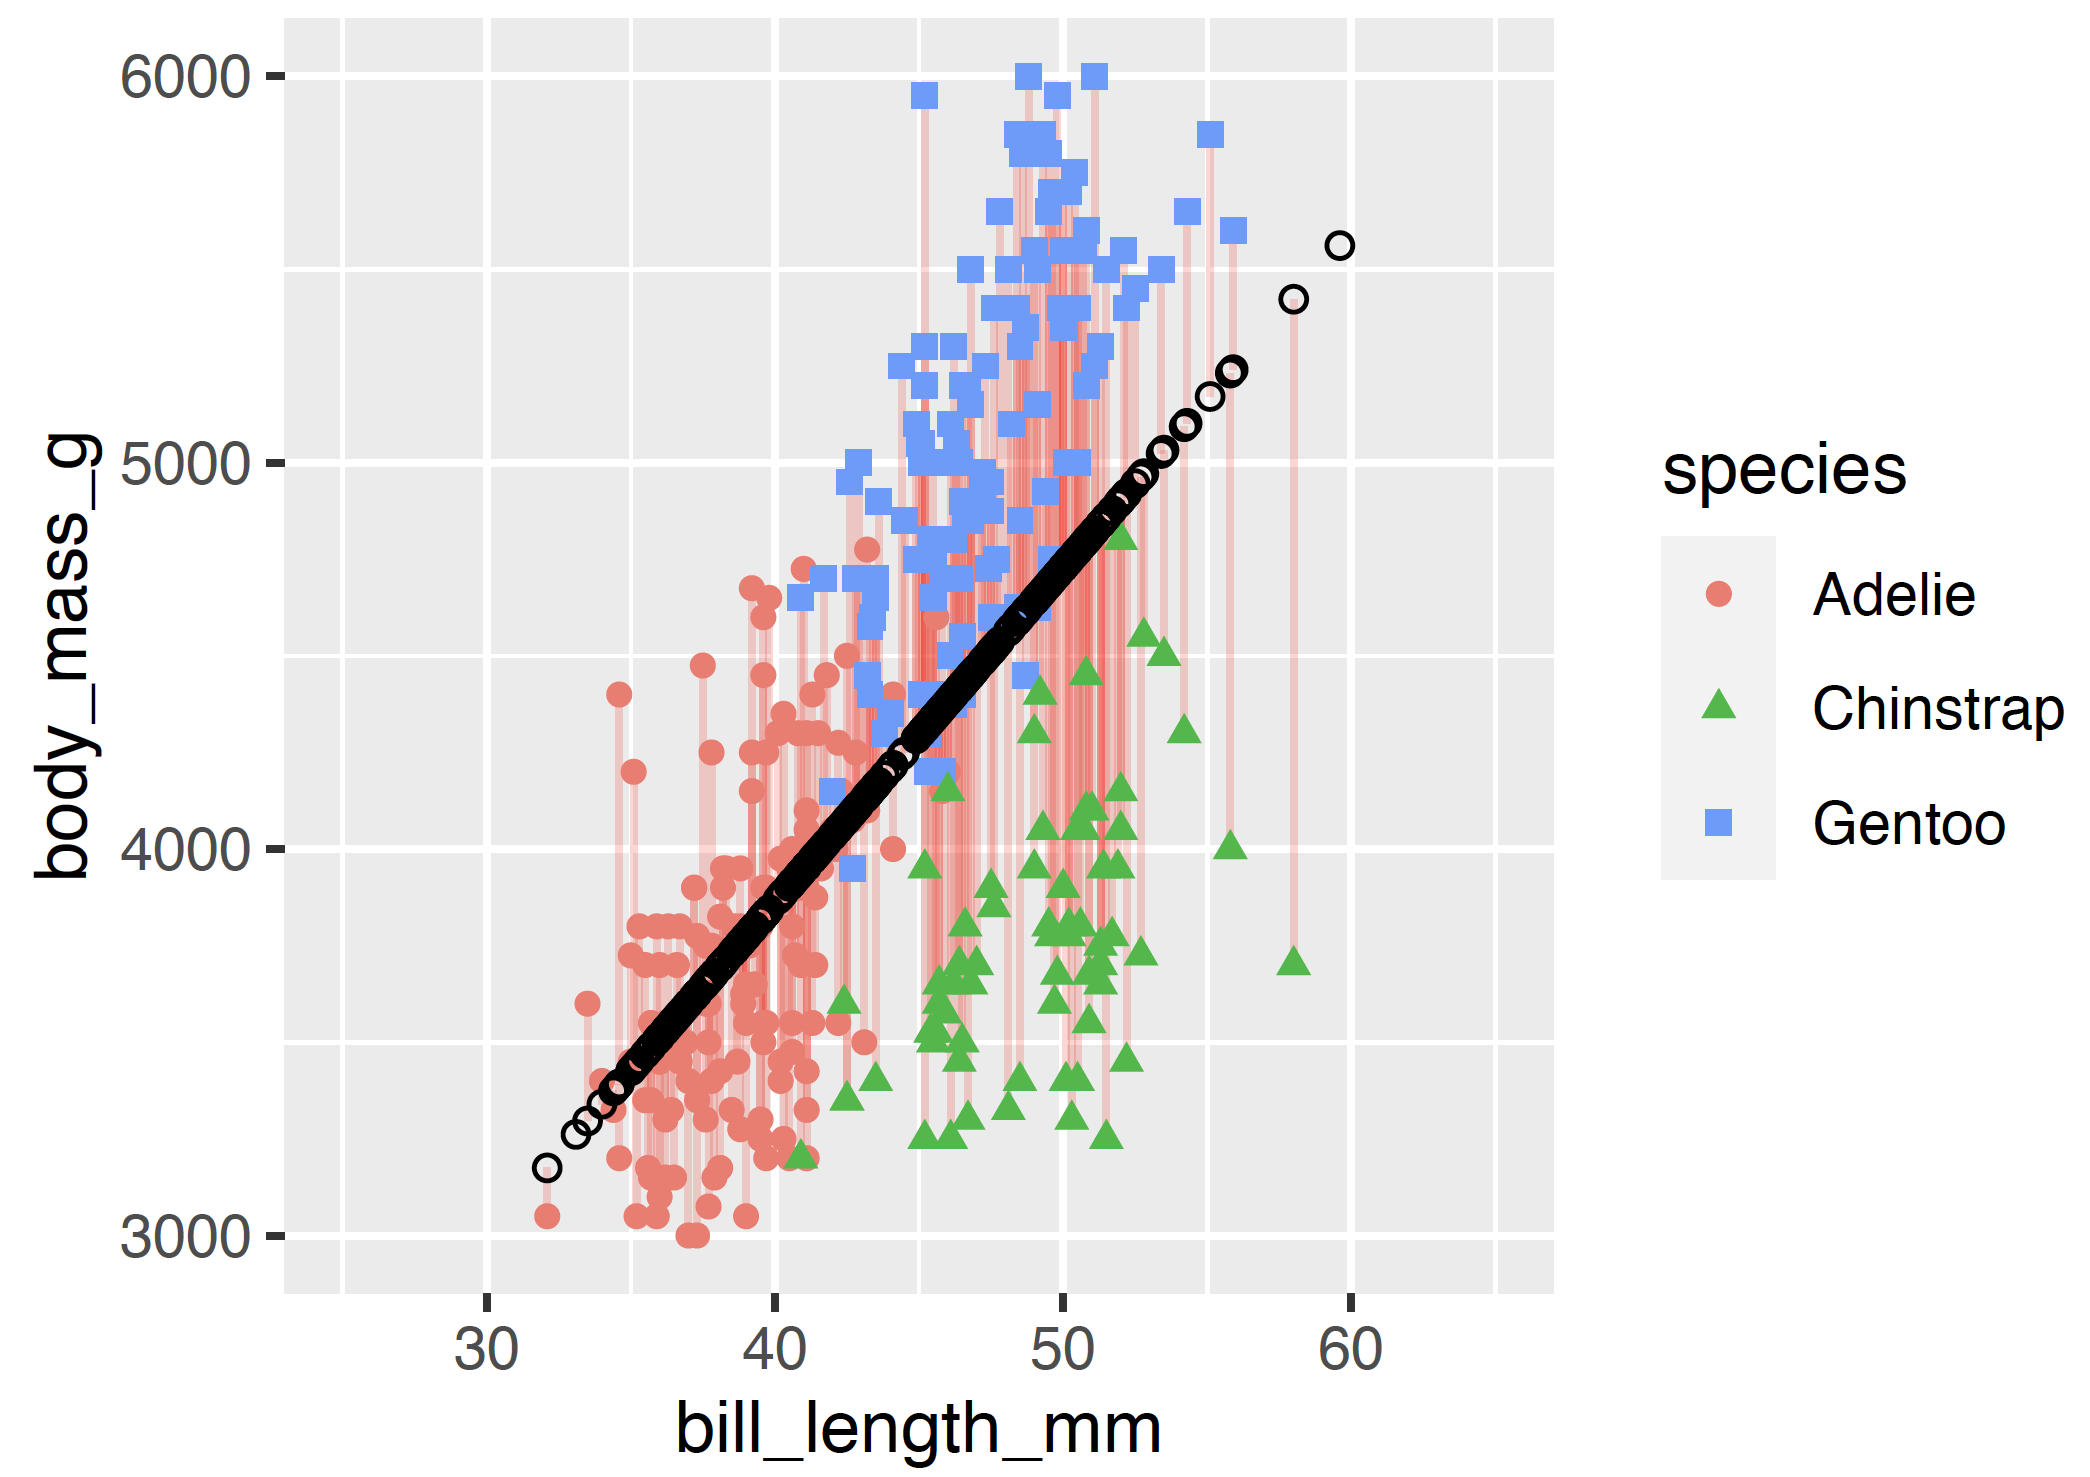 6000
5000
4000
3000
body_mass_g
30 40 50 60
bill_length_mm
species
Adelie
Chinstrap
Gentoo